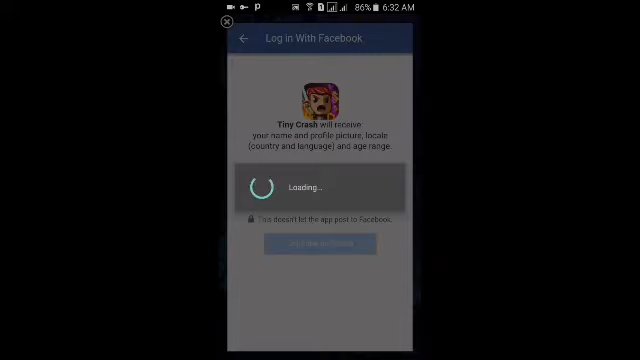 86% 6:32 AM
Log in With Facebook
Tiny Crash will receive:
your name and profile picture, locale
(country and language) and age range.
Loading...
This doesn't let the app post to Facebook.